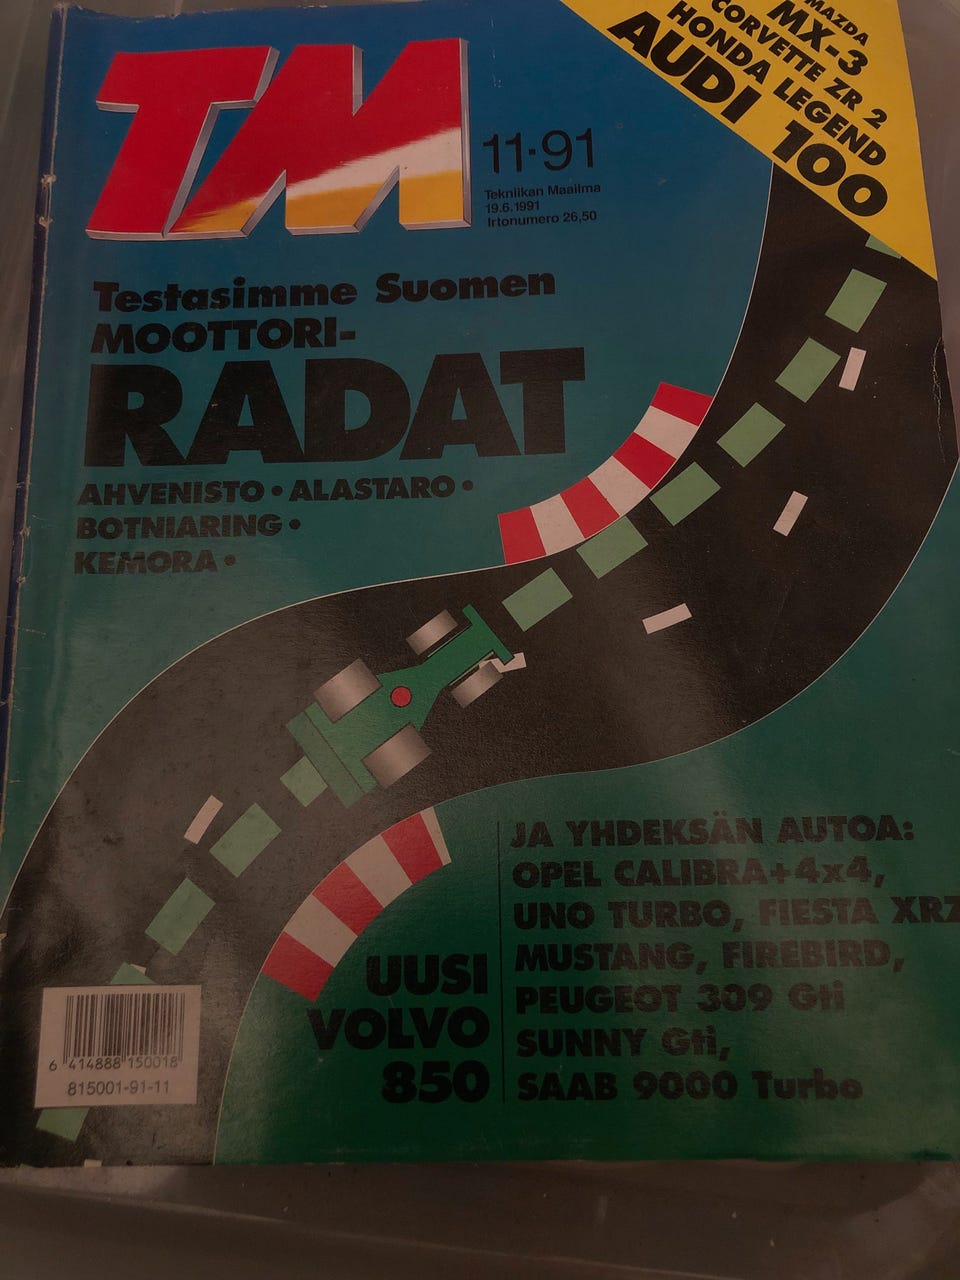 TM
11·91
Tekniikan Maailma
19.6.1991
Irtonumero 26,50
MAZDA
MX-3
CORVETTE ZR 2
HONDA LEGEND
AUDI 100
Testasimme Suomen
MOOTTORI-
RADAT
AHVENISTO • ALASTARO •
BOTNIARING •
KEMORA •
JA YHDEKSÄN AUTOA:
OPEL CALIBRA+4x4,
UNO TURBO, FIESTA XRZ
MUSTANG, FIREBIRD,
PEUGEOT 309 Gti
SUNNY Gti,
SAAB 9000 Turbo
UUSI
VOLVO
850
6 414888 150018
815001-91-11